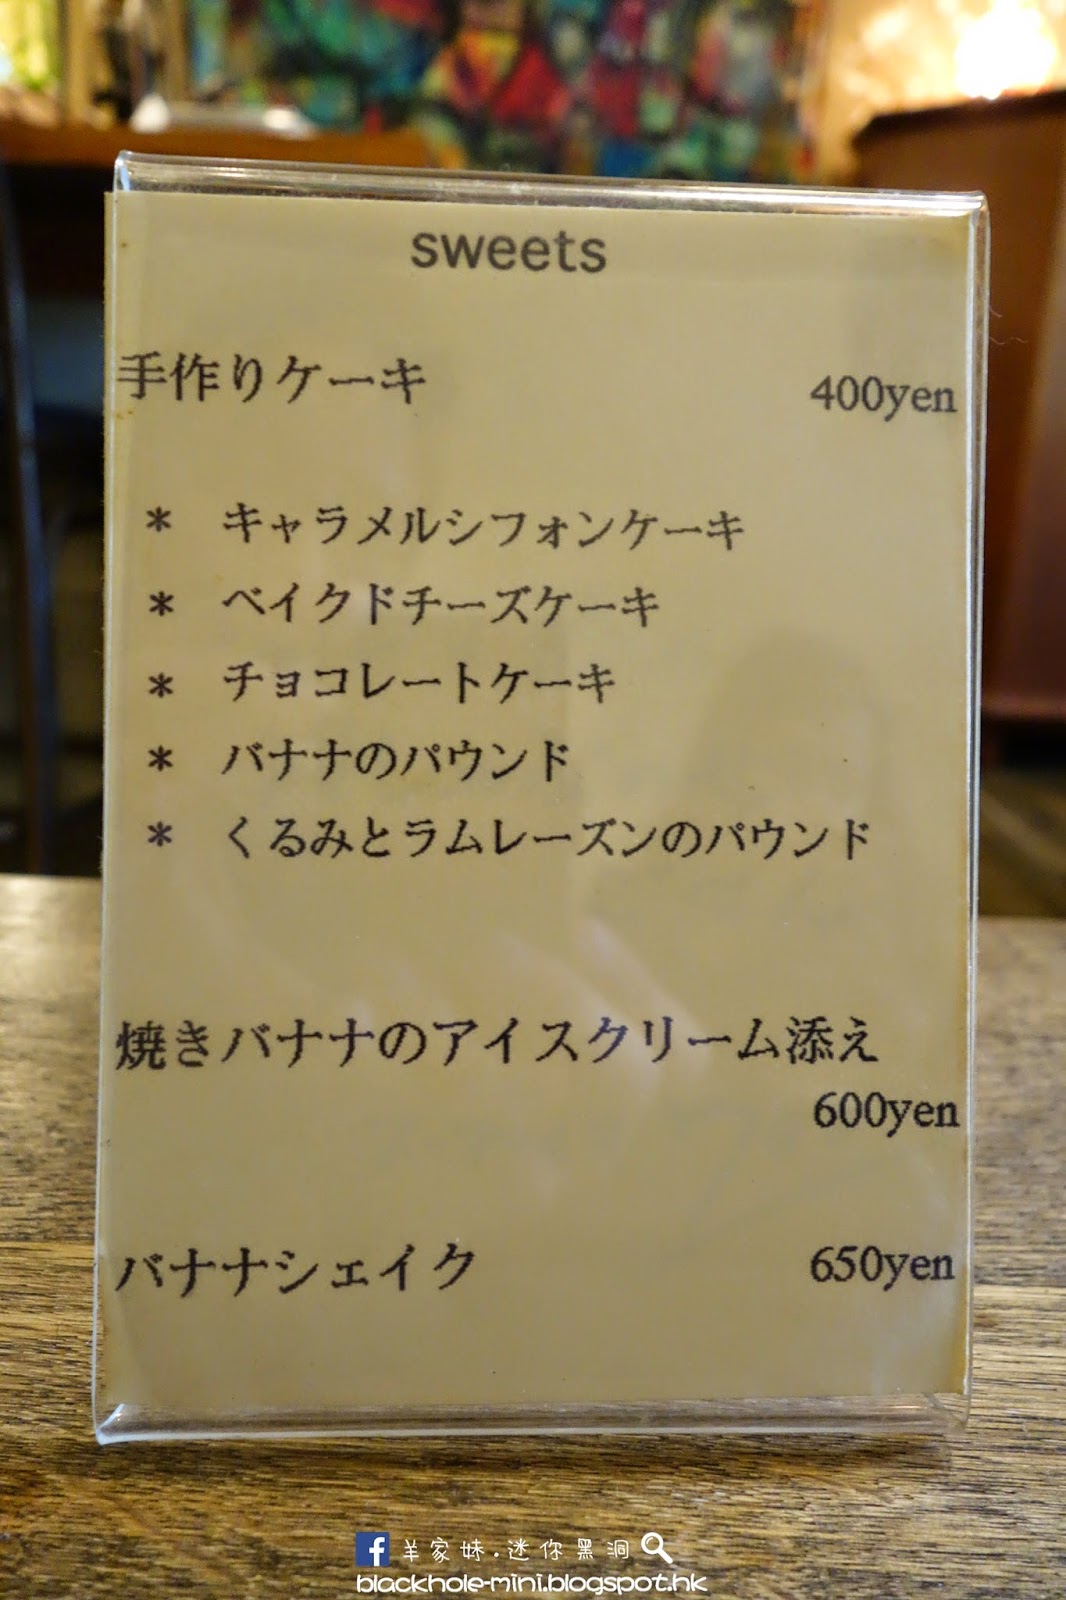 sweets
手作りケーキ 400yen
* キャラメルシフォンケーキ
* ベイクドチーズケーキ
* チョコレートケーキ
* バナナのパウンド
* くるみとラムレーズンのパウンド
焼きバナナのアイスクリーム添え
600yen
バナナシェイク 650yen
羊家妹.迷你黑洞
blackhole-mini.blogspot.hk